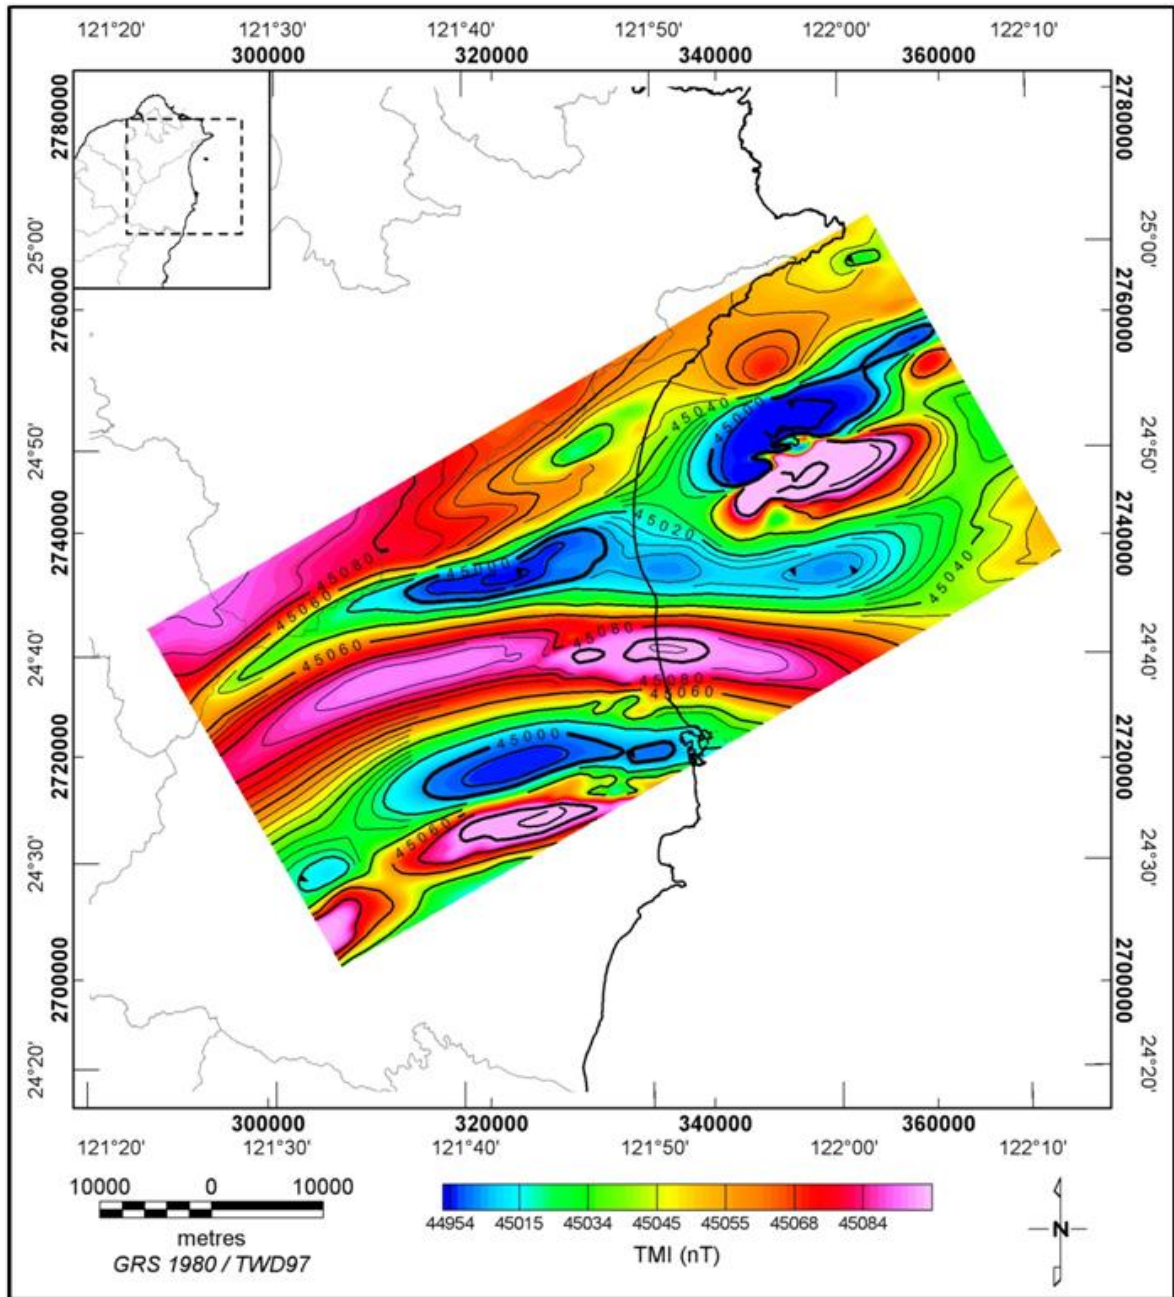 121°20' 121°30' 121°40' 121°50' 122°00' 122°10'
300000 320000 340000 360000
2780000 2780000
25°00' 25°00'
2760000 2760000
24°50' 24°50'
2740000 2740000
24°40' 24°40'
2720000 2720000
24°30' 24°30'
2700000 2700000
24°20' 24°20'
45040
45000
45020
45080
45000
45060
45040
45060
45080
45080
45060
45000
45060
300000 320000 340000 360000
121°20' 121°30' 121°40' 121°50' 122°00' 122°10'
10000 0 10000
metres
GRS 1980 / TWD97
44954 45015 45034 45045 45055 45068 45084
TMI (nT)
N